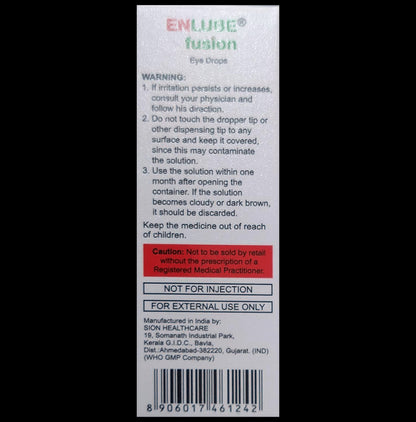 ENLUBE®
fusion
Eye Drops
WARNING:
1. If irritation persists or increases,
consult your physician and
follow his direction.
2. Do not touch the dropper tip or
other dispensing tip to any
surface and keep it covered,
since this may contaminate
the solution.
3. Use the solution within one
month after opening the
container. If the solution
becomes cloudy or dark brown,
it should be discarded.
Keep the medicine out of reach
of children.
Caution: Not to be sold by retail
without the prescription of a
Registered Medical Practitioner.
NOT FOR INJECTION
FOR EXTERNAL USE ONLY
Manufactured in India by:
SION HEALTHCARE
19, Somanath Industrial Park,
Kerala G.I.D.C., Bavla,
Dist.:Ahmedabad-382220, Gujarat. (IND)
(WHO GMP Company)
8 906017 461242